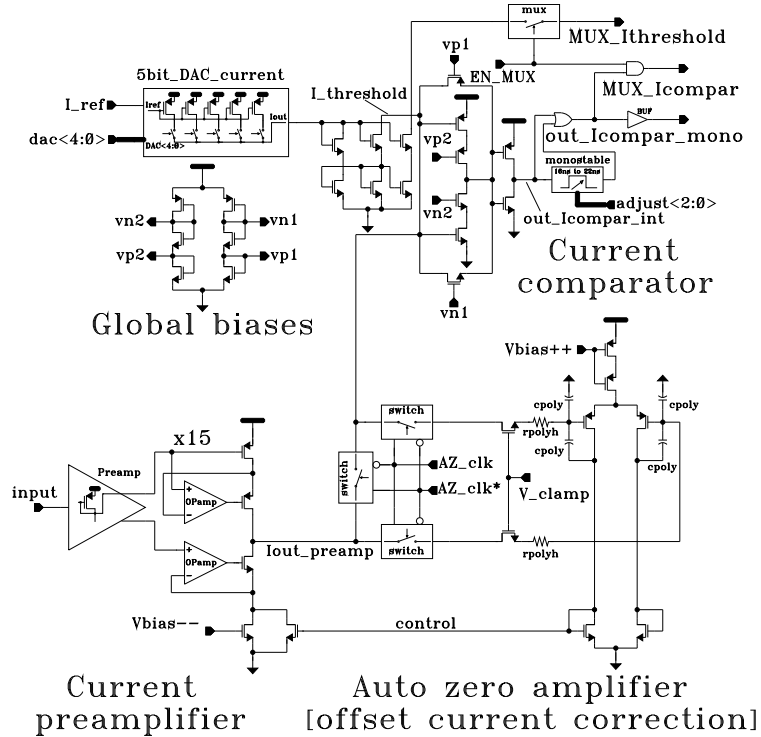 mux
MUX_Ithreshold
vp1
EN_MUX
MUX_Icompar
5bit_DAC_current
I_ref
Iref
Iout
I_threshold
dac<4:0>
DAC<4:0>
vp2
BUF
out_Icompar_mono
monostable
16ns to 22ns
adjust<2:0>
vn2
vn1
vn2
out_Icompar_int
vp2
vp1
Current
comparator
Global biases
vn1
Vbias++
switch
cpoly
cpoly
rpolyh
cpoly
cpoly
x15
Preamp
switch
AZ_clk
AZ_clk*
V_clamp
input
+
OPamp
-
+
OPamp
-
Iout_preamp
switch
rpolyh
Vbias--
control
Current
preamplifier
Auto zero amplifier
[offset current correction]